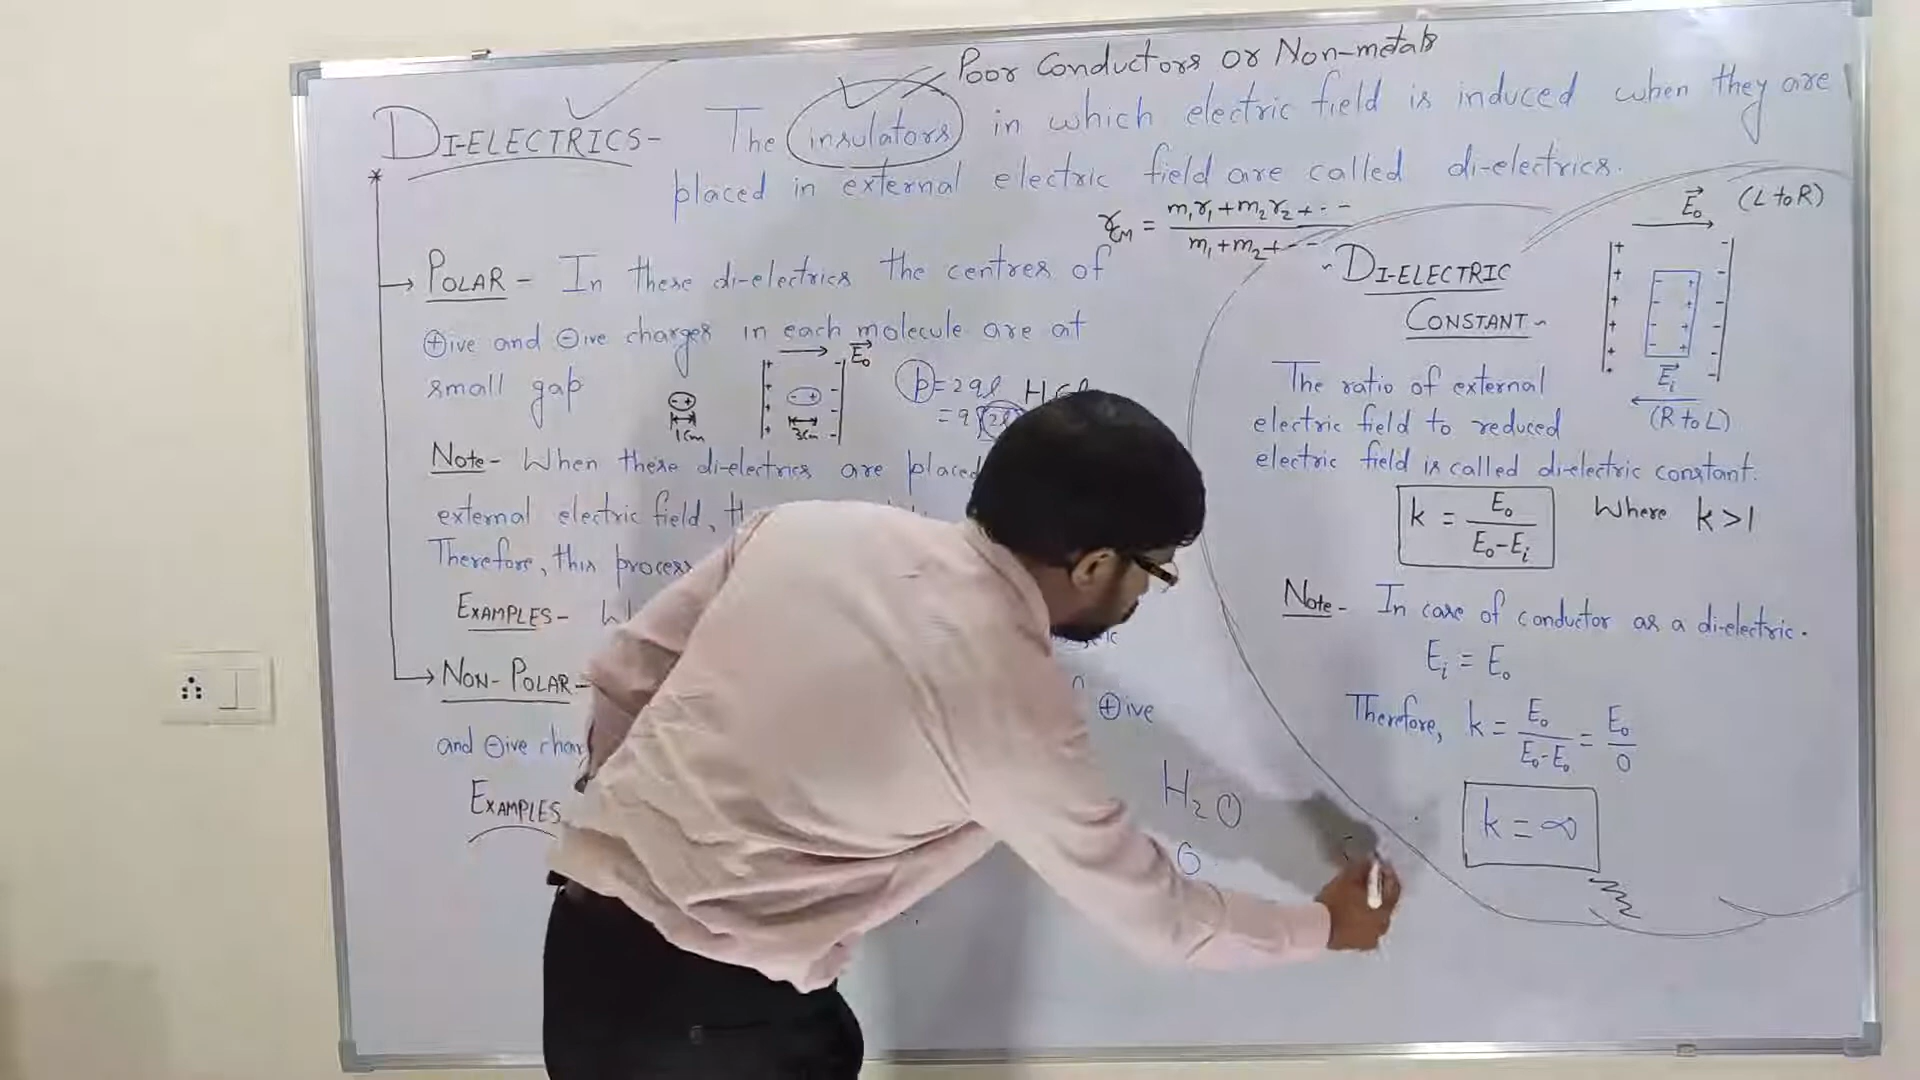 Poor Conductors or Non-metals
DI-ELECTRICS - The insulators in which electric field is induced when they are
placed in external electric field are called di-electrics.
r_CM = (m₁r₁ + m₂r₂ + - -) / (m₁ + m₂ + - -)
POLAR - In these di-electrics the centres of
⊕ive and ⊖ive charges in each molecule are at
small gap
- +
1cm
E₀
- +
3cm
p = 2ql
= q(2l)
Note - When these di-electrics are placed
external electric field,
Therefore, this process
EXAMPLES -
NON-POLAR -
⊕ive
and ⊖ive
EXAMPLES
H₂O
DI-ELECTRIC
CONSTANT -
E₀ (L to R)
Eᵢ
(R to L)
The ratio of external
electric field to reduced
electric field is called di-electric constant.
k = E₀ / (E₀ - Eᵢ) Where k > 1
Note - In case of conductor as a di-electric.
Eᵢ = E₀
Therefore, k = E₀ / (E₀ - E₀) = E₀ / 0
k = ∞